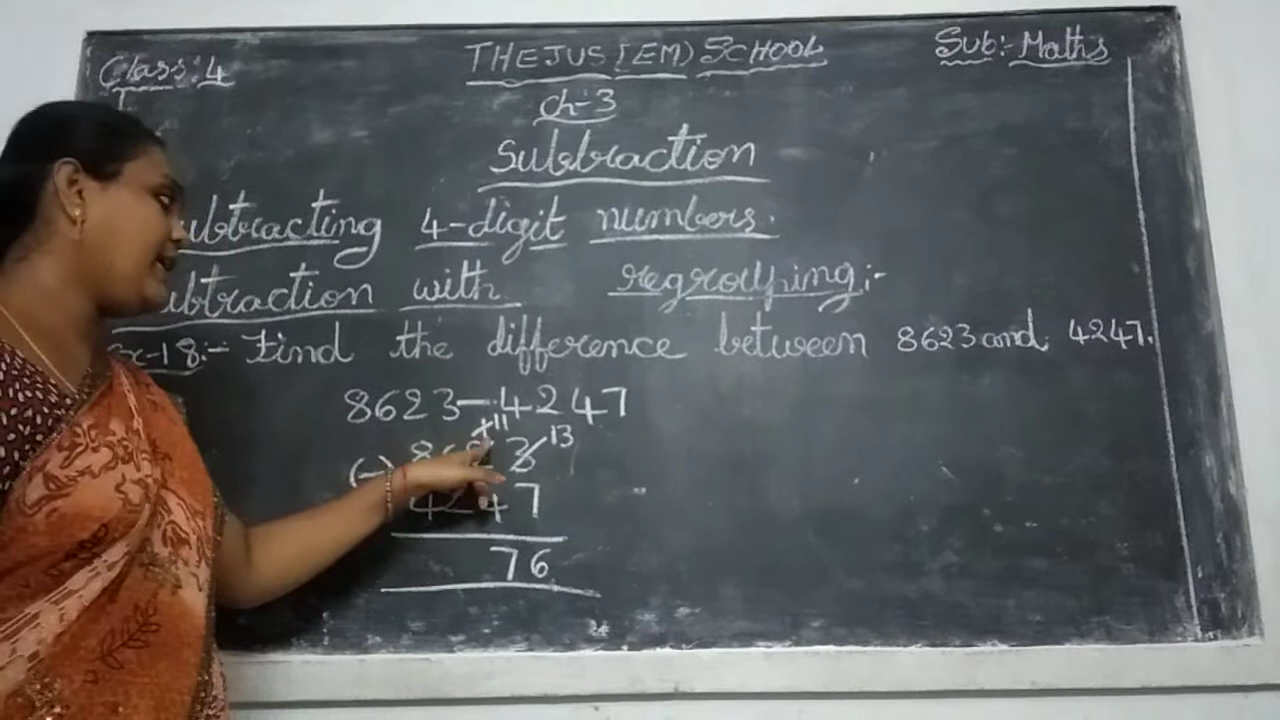 Class: 4
THEJUS (EM) SCHOOL
Sub:- Maths
Ch-3
Subtraction
ubtracting 4-digit numbers.
ubtraction with regrouping:-
Ex-18:- Find the difference between 8623 and 4247.
8623-4247
11 13
(-) 8623
4247
76